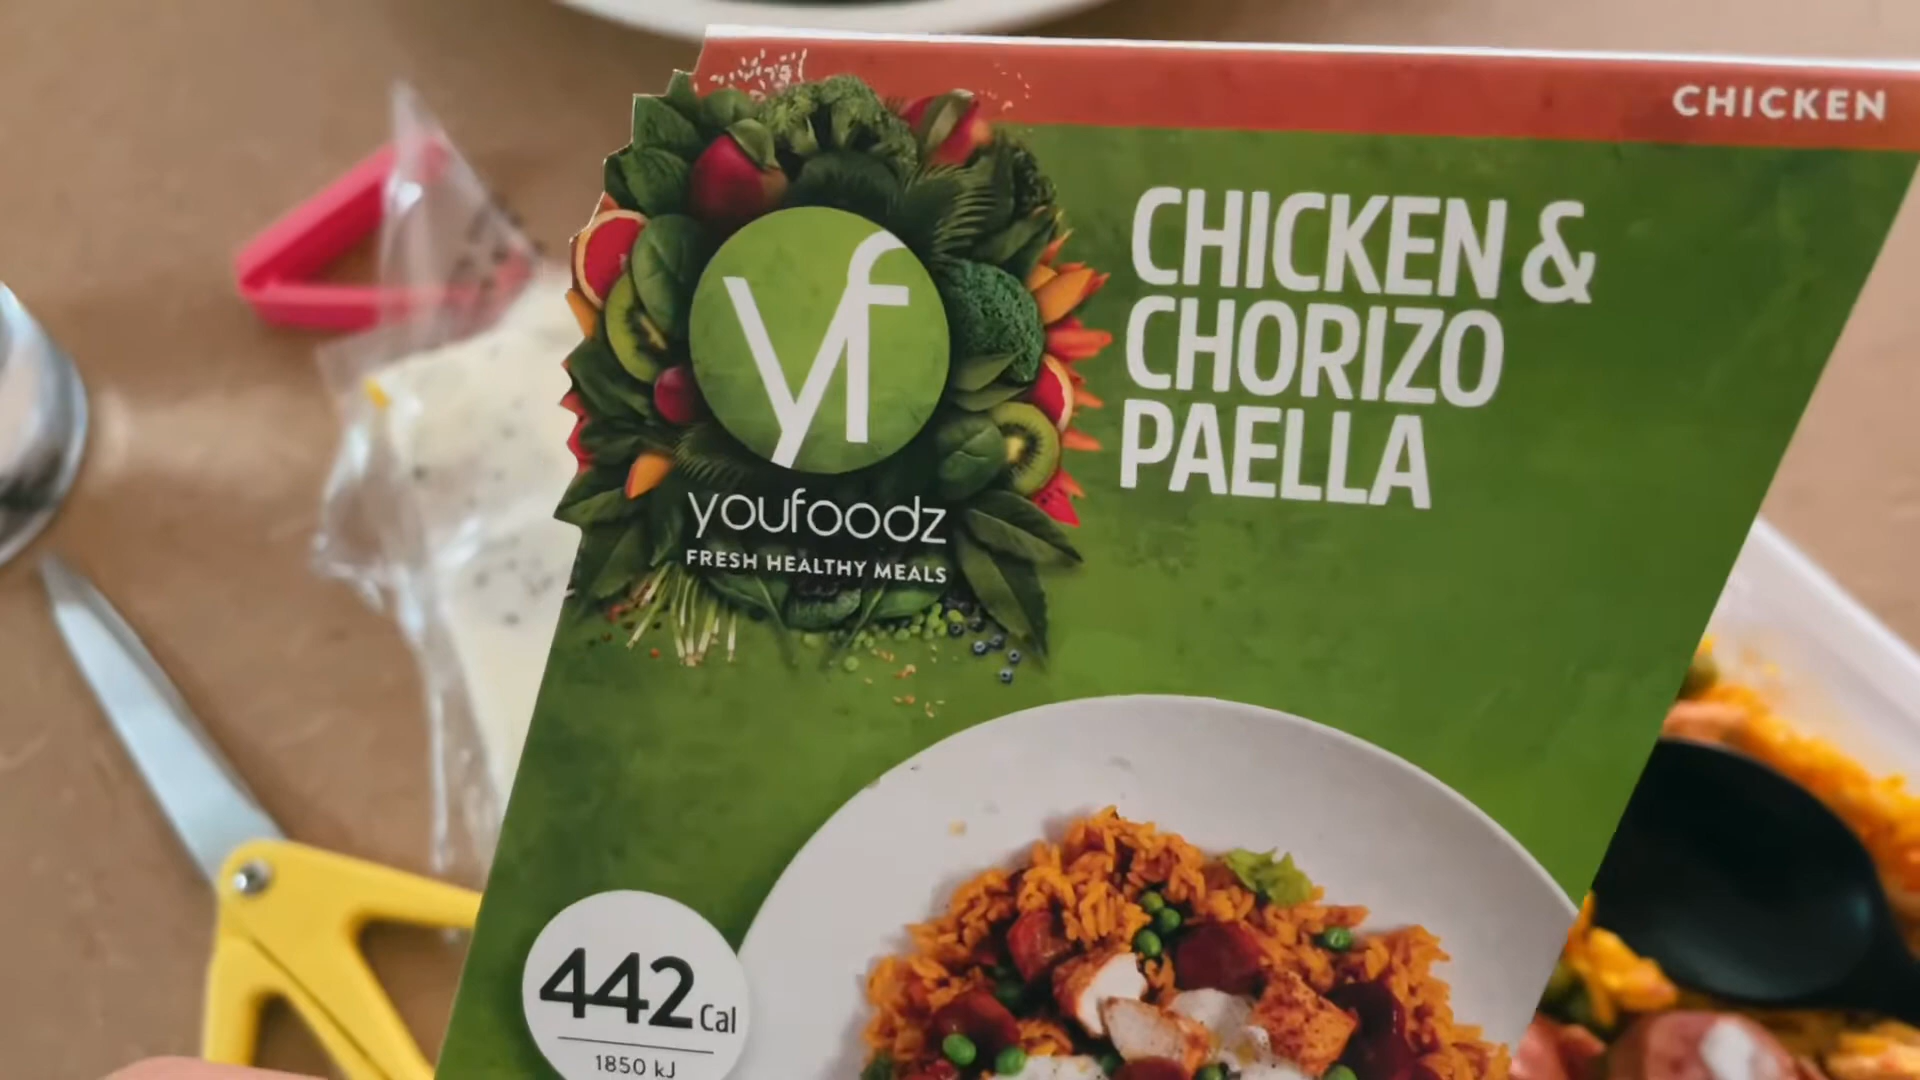 CHICKEN
CHICKEN &
CHORIZO
PAELLA
yf
youfoodz
FRESH HEALTHY MEALS
442 Cal
1850 kJ